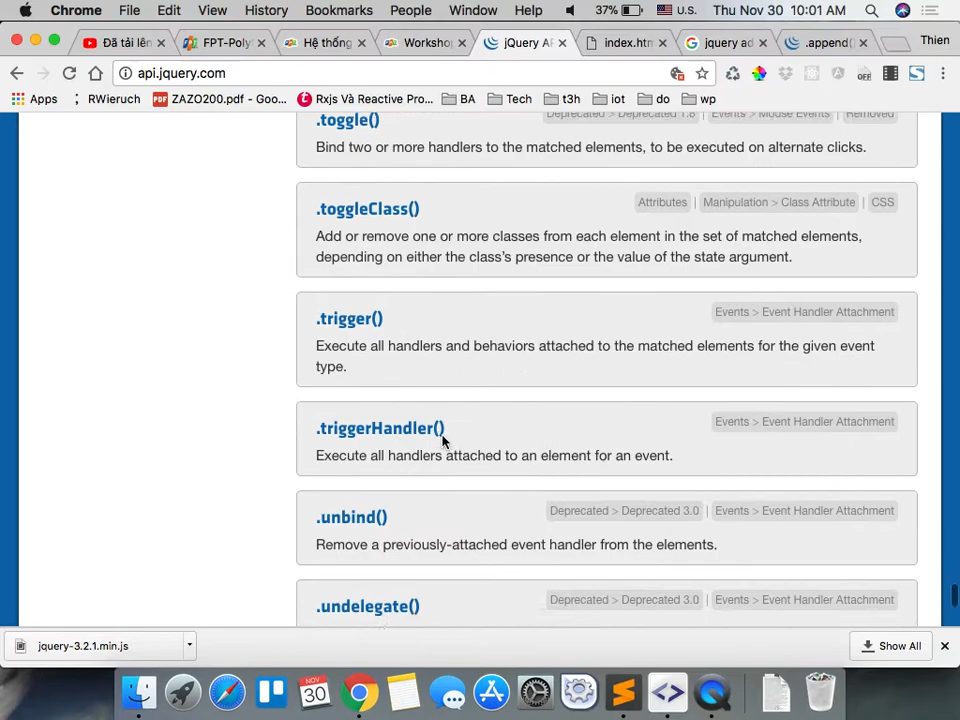 Chrome File Edit View History Bookmarks People Window Help 37% U.S. Thu Nov 30 10:01 AM
Đã tải lên FPT-Poly Hệ thống Workshop jQuery AP index.htm jquery ad .append() Thien
api.jquery.com OFF
Apps RWieruch ZAZO200.pdf - Goo... Rxjs Và Reactive Pro... BA Tech t3h iot do wp
.toggle() Deprecated > Deprecated 1.8 | Events > Mouse Events | Removed
Bind two or more handlers to the matched elements, to be executed on alternate clicks.
.toggleClass() Attributes | Manipulation > Class Attribute | CSS
Add or remove one or more classes from each element in the set of matched elements,
depending on either the class's presence or the value of the state argument.
.trigger() Events > Event Handler Attachment
Execute all handlers and behaviors attached to the matched elements for the given event
type.
.triggerHandler() Events > Event Handler Attachment
Execute all handlers attached to an element for an event.
.unbind() Deprecated > Deprecated 3.0 | Events > Event Handler Attachment
Remove a previously-attached event handler from the elements.
.undelegate() Deprecated > Deprecated 3.0 | Events > Event Handler Attachment
jquery-3.2.1.min.js Show All
NOV
30